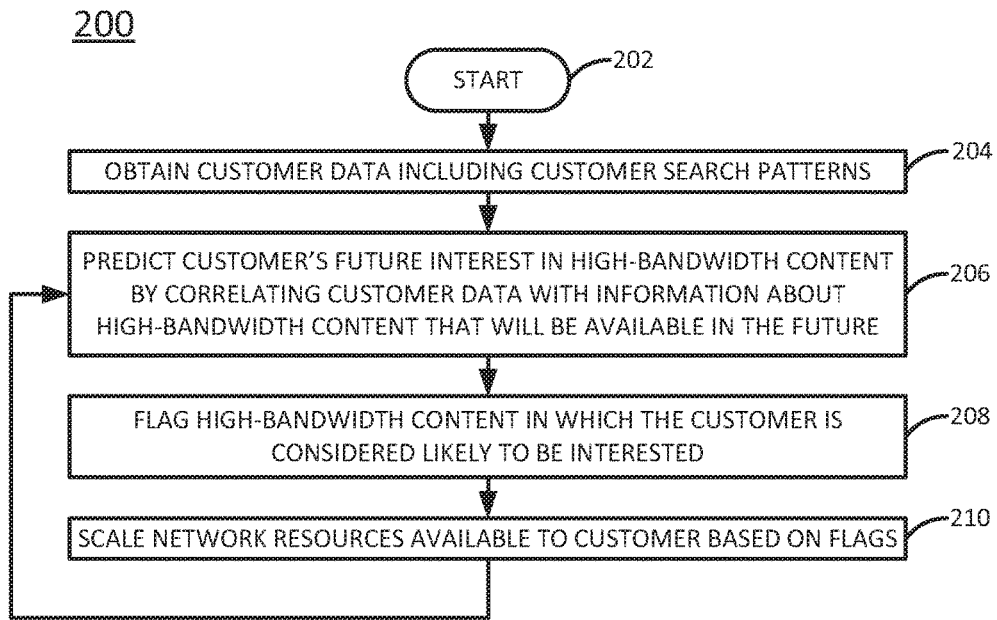 200
START
202
OBTAIN CUSTOMER DATA INCLUDING CUSTOMER SEARCH PATTERNS
204
PREDICT CUSTOMER'S FUTURE INTEREST IN HIGH-BANDWIDTH CONTENT
BY CORRELATING CUSTOMER DATA WITH INFORMATION ABOUT
HIGH-BANDWIDTH CONTENT THAT WILL BE AVAILABLE IN THE FUTURE
206
FLAG HIGH-BANDWIDTH CONTENT IN WHICH THE CUSTOMER IS
CONSIDERED LIKELY TO BE INTERESTED
208
SCALE NETWORK RESOURCES AVAILABLE TO CUSTOMER BASED ON FLAGS
210